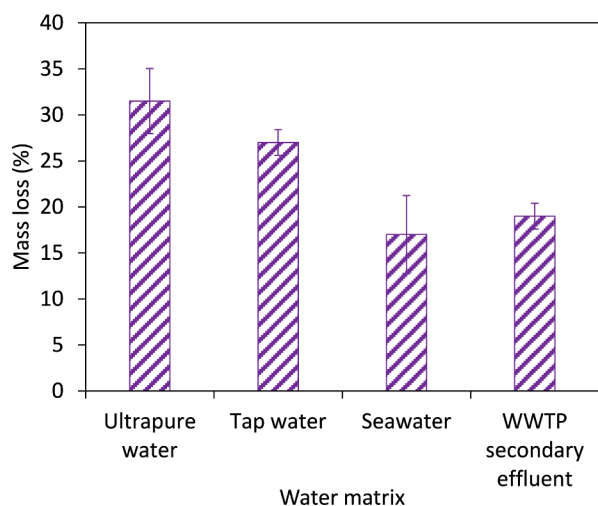 40
35
30
25
20
15
10
5
0
Mass loss (%)
Ultrapure
water
Tap water
Seawater
WWTP
secondary
effluent
Water matrix